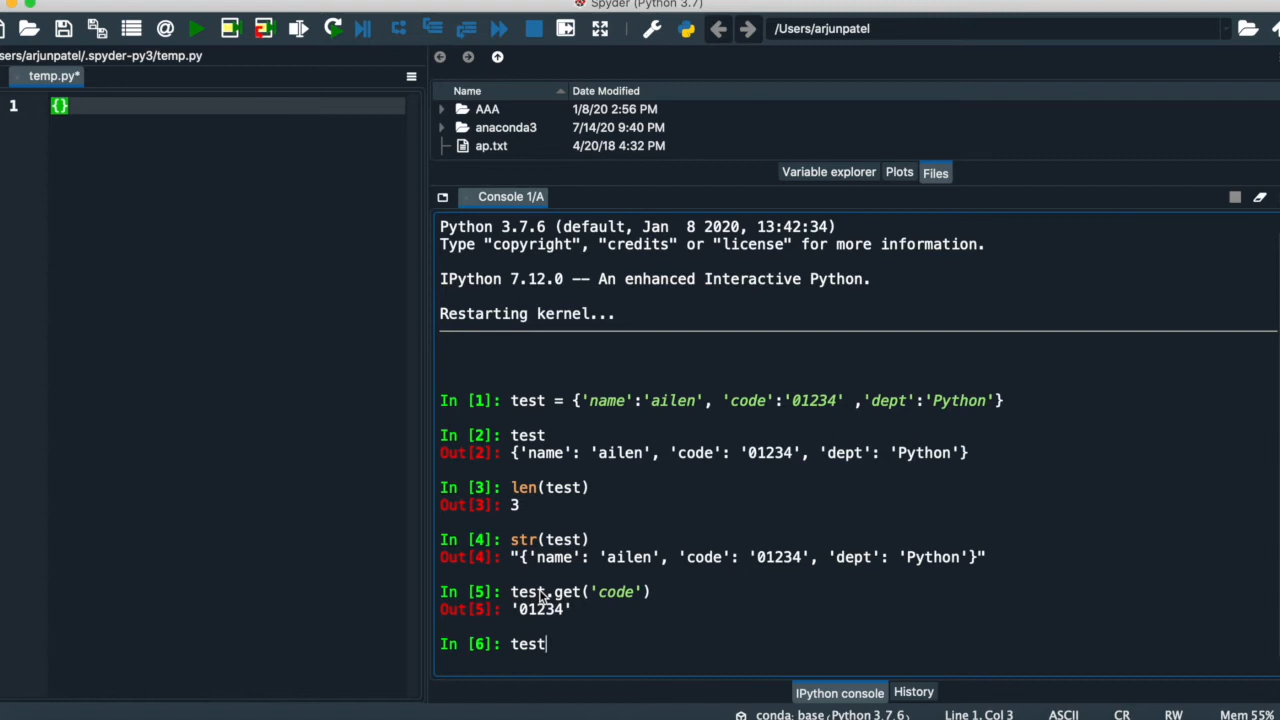 Spyder (Python 3.7)
/Users/arjunpatel
sers/arjunpatel/.spyder-py3/temp.py
temp.py*
1 {}
Name Date Modified
AAA 1/8/20 2:56 PM
anaconda3 7/14/20 9:40 PM
ap.txt 4/20/18 4:32 PM
Variable explorer Plots Files
Console 1/A
Python 3.7.6 (default, Jan  8 2020, 13:42:34)
Type "copyright", "credits" or "license" for more information.
IPython 7.12.0 -- An enhanced Interactive Python.
Restarting kernel...
In [1]: test = {'name':'ailen', 'code':'01234' ,'dept':'Python'}
In [2]: test
Out[2]: {'name': 'ailen', 'code': '01234', 'dept': 'Python'}
In [3]: len(test)
Out[3]: 3
In [4]: str(test)
Out[4]: "{'name': 'ailen', 'code': '01234', 'dept': 'Python'}"
In [5]: test.get('code')
Out[5]: '01234'
In [6]: test
IPython console History
conda: base (Python 3.7.6) Line 1, Col 3 ASCII CR RW Mem 55%